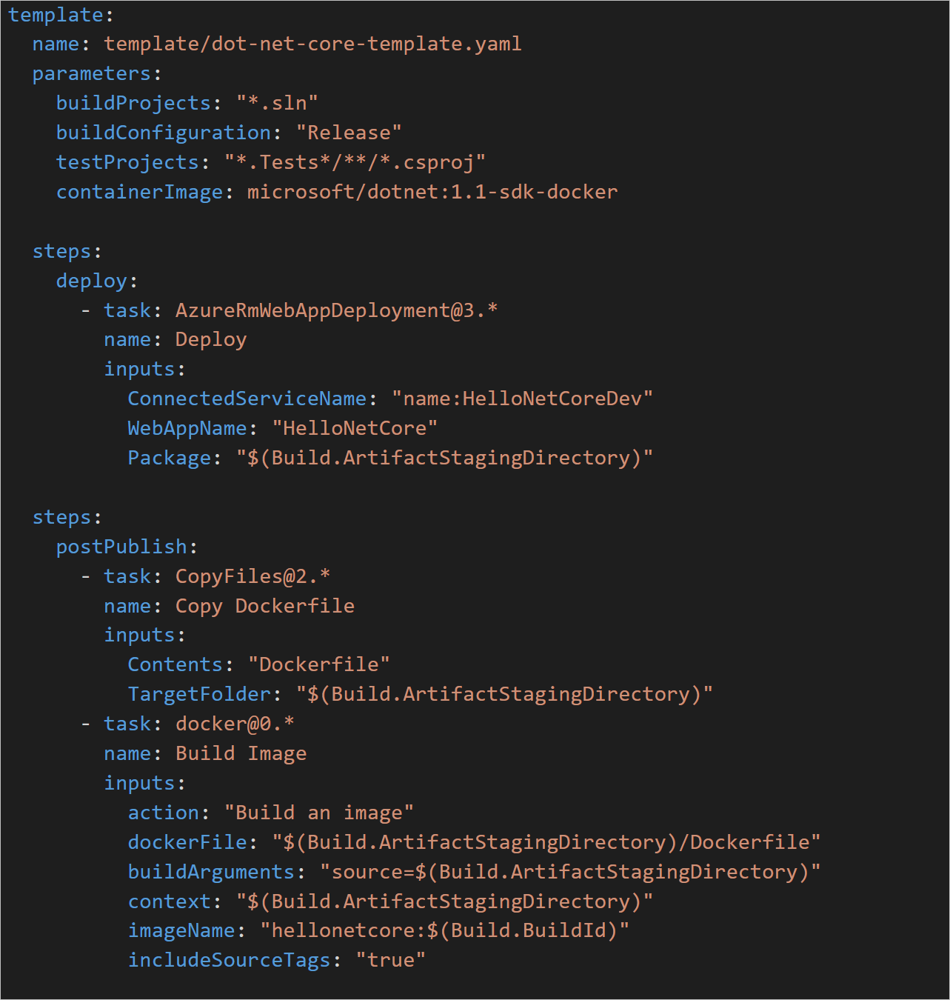 template:
  name: template/dot-net-core-template.yaml
  parameters:
    buildProjects: "*.sln"
    buildConfiguration: "Release"
    testProjects: "*.Tests*/**/*.csproj"
    containerImage: microsoft/dotnet:1.1-sdk-docker

  steps:
    deploy:
      - task: AzureRmWebAppDeployment@3.*
        name: Deploy
        inputs:
          ConnectedServiceName: "name:HelloNetCoreDev"
          WebAppName: "HelloNetCore"
          Package: "$(Build.ArtifactStagingDirectory)"

  steps:
    postPublish:
      - task: CopyFiles@2.*
        name: Copy Dockerfile
        inputs:
          Contents: "Dockerfile"
          TargetFolder: "$(Build.ArtifactStagingDirectory)"
      - task: docker@0.*
        name: Build Image
        inputs:
          action: "Build an image"
          dockerFile: "$(Build.ArtifactStagingDirectory)/Dockerfile"
          buildArguments: "source=$(Build.ArtifactStagingDirectory)"
          context: "$(Build.ArtifactStagingDirectory)"
          imageName: "hellonetcore:$(Build.BuildId)"
          includeSourceTags: "true"